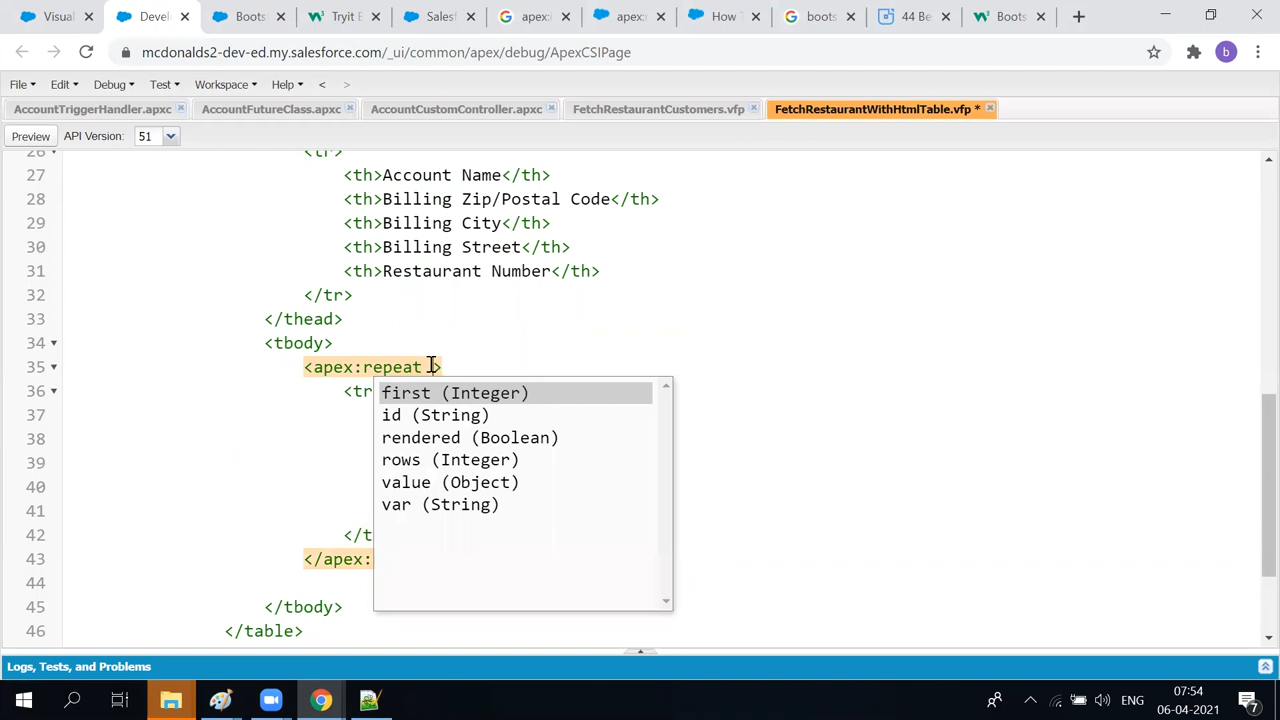 Visual
Devel
Boots
Tryit E
Salesf
apex:
apex:
How T
boots
44 Be
Boots
mcdonalds2-dev-ed.my.salesforce.com/_ui/common/apex/debug/ApexCSIPage
b
File Edit Debug Test Workspace Help < >
AccountTriggerHandler.apxc AccountFutureClass.apxc AccountCustomController.apxc FetchRestaurantCustomers.vfp FetchRestaurantWithHtmlTable.vfp *
Preview API Version: 51
26 <tr>
27 <th>Account Name</th>
28 <th>Billing Zip/Postal Code</th>
29 <th>Billing City</th>
30 <th>Billing Street</th>
31 <th>Restaurant Number</th>
32 </tr>
33 </thead>
34 <tbody>
35 <apex:repeat >
36 <tr
first (Integer)
37
id (String)
38
rendered (Boolean)
39
rows (Integer)
40
value (Object)
41
var (String)
42 </t
43 </apex:
44
45 </tbody>
46 </table>
Logs, Tests, and Problems
ENG
07:54
06-04-2021
7